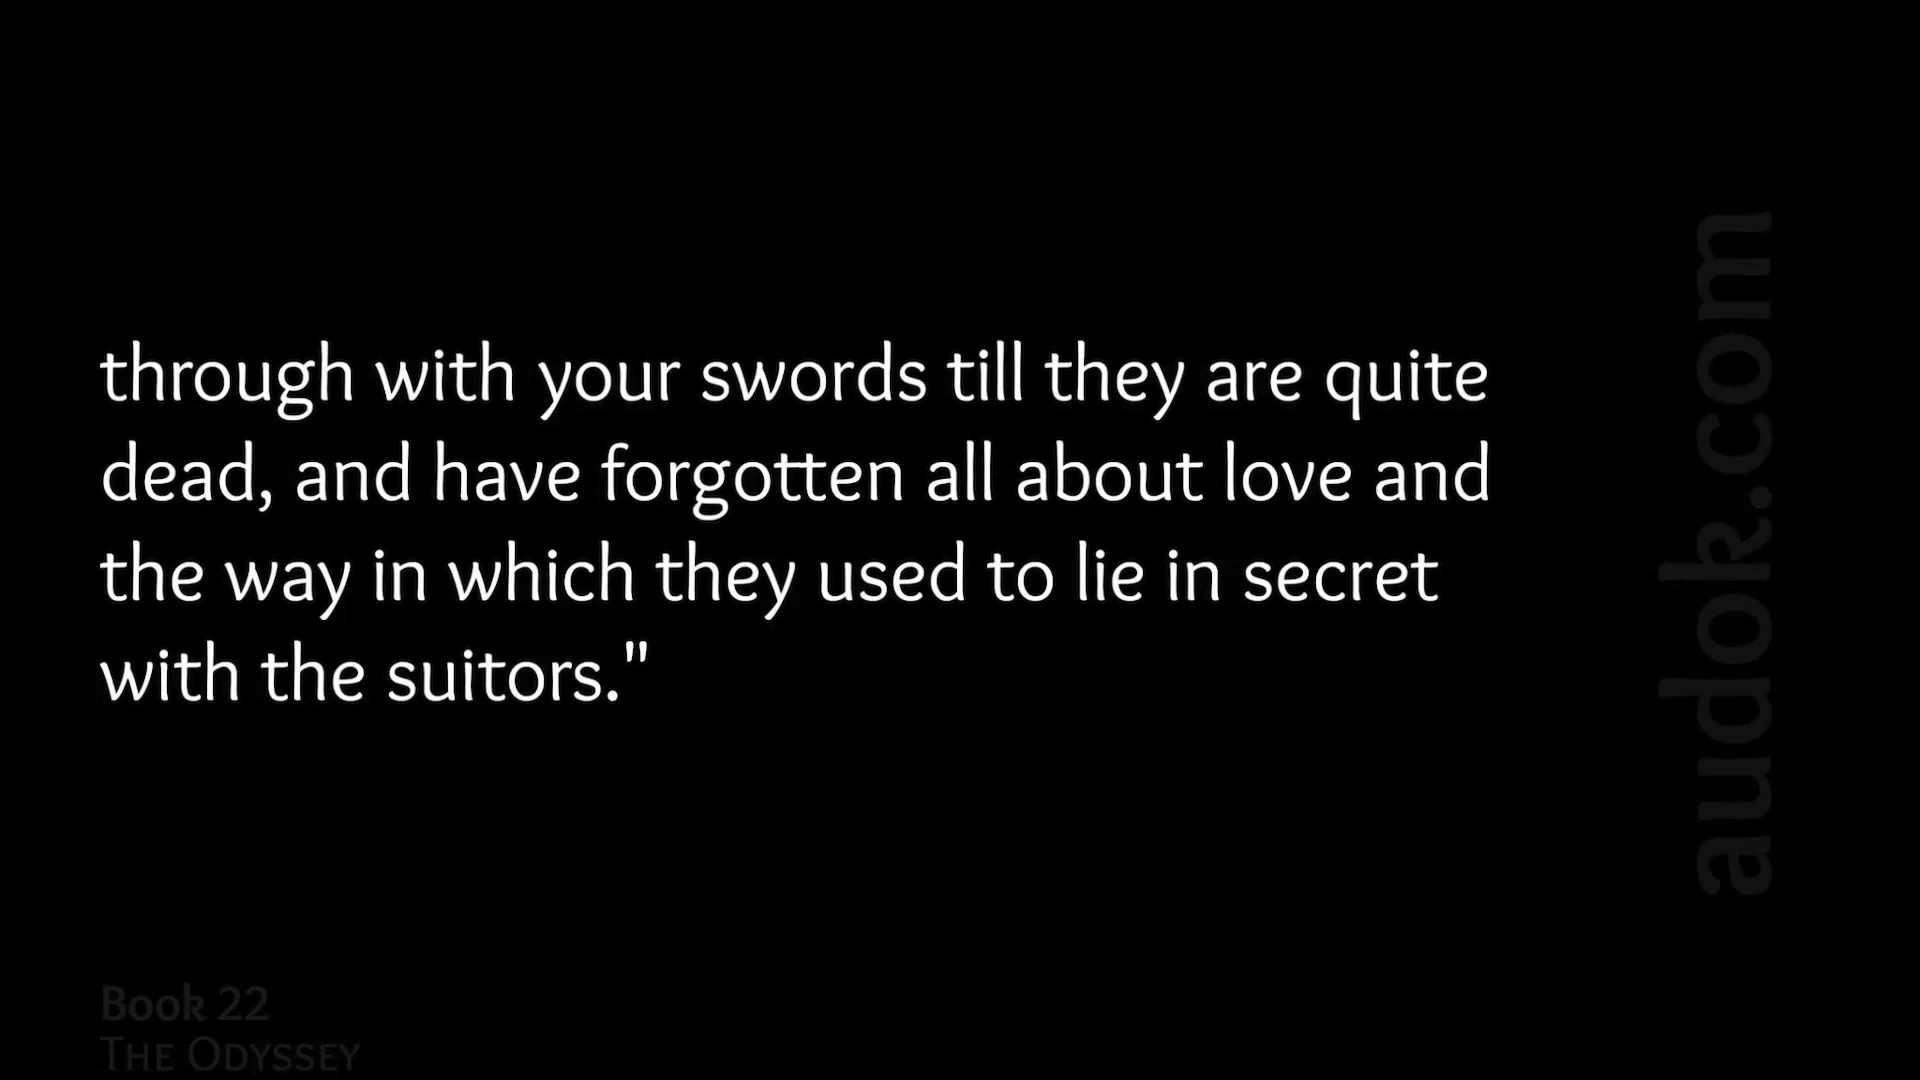 through with your swords till they are quite
dead, and have forgotten all about love and
the way in which they used to lie in secret
with the suitors."
audok.com
Book 22
THE ODYSSEY